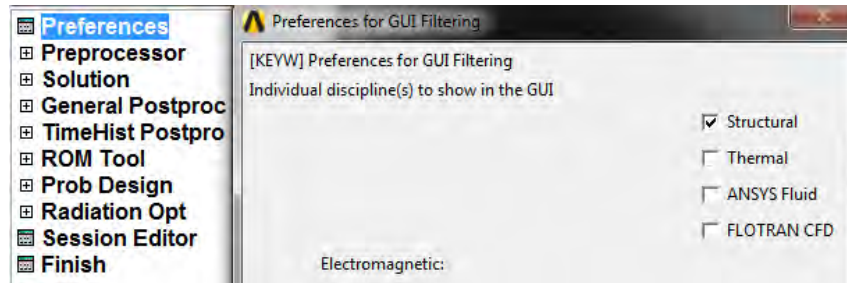 Preferences
Preprocessor
Solution
General Postproc
TimeHist Postpro
ROM Tool
Prob Design
Radiation Opt
Session Editor
Finish
Preferences for GUI Filtering
[KEYW] Preferences for GUI Filtering
Individual discipline(s) to show in the GUI
Structural
Thermal
ANSYS Fluid
FLOTRAN CFD
Electromagnetic: